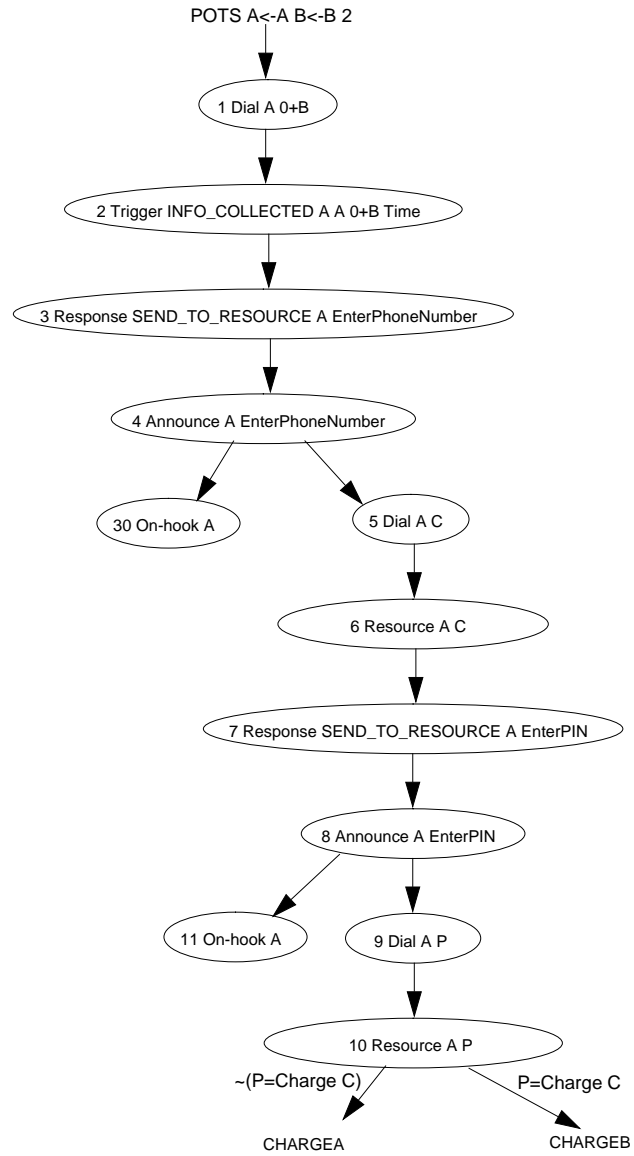 POTS A<-A B<-B 2
1 Dial A 0+B
2 Trigger INFO_COLLECTED A A 0+B Time
3 Response SEND_TO_RESOURCE A EnterPhoneNumber
4 Announce A EnterPhoneNumber
30 On-hook A
5 Dial A C
6 Resource A C
7 Response SEND_TO_RESOURCE A EnterPIN
8 Announce A EnterPIN
11 On-hook A
9 Dial A P
10 Resource A P
~(P=Charge C)
P=Charge C
CHARGEA
CHARGEB